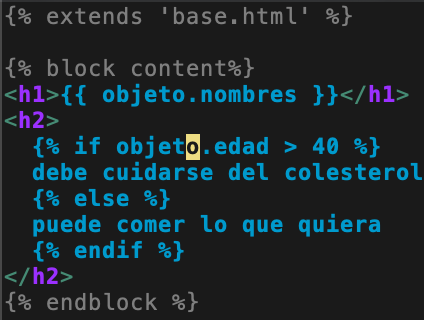 {% extends 'base.html' %}
{% block content%}
<h1>{{ objeto.nombres }}</h1>
<h2>
{% if objeto.edad > 40 %}
debe cuidarse del colesterol
{% else %}
puede comer lo que quiera
{% endif %}
</h2>
{% endblock %}